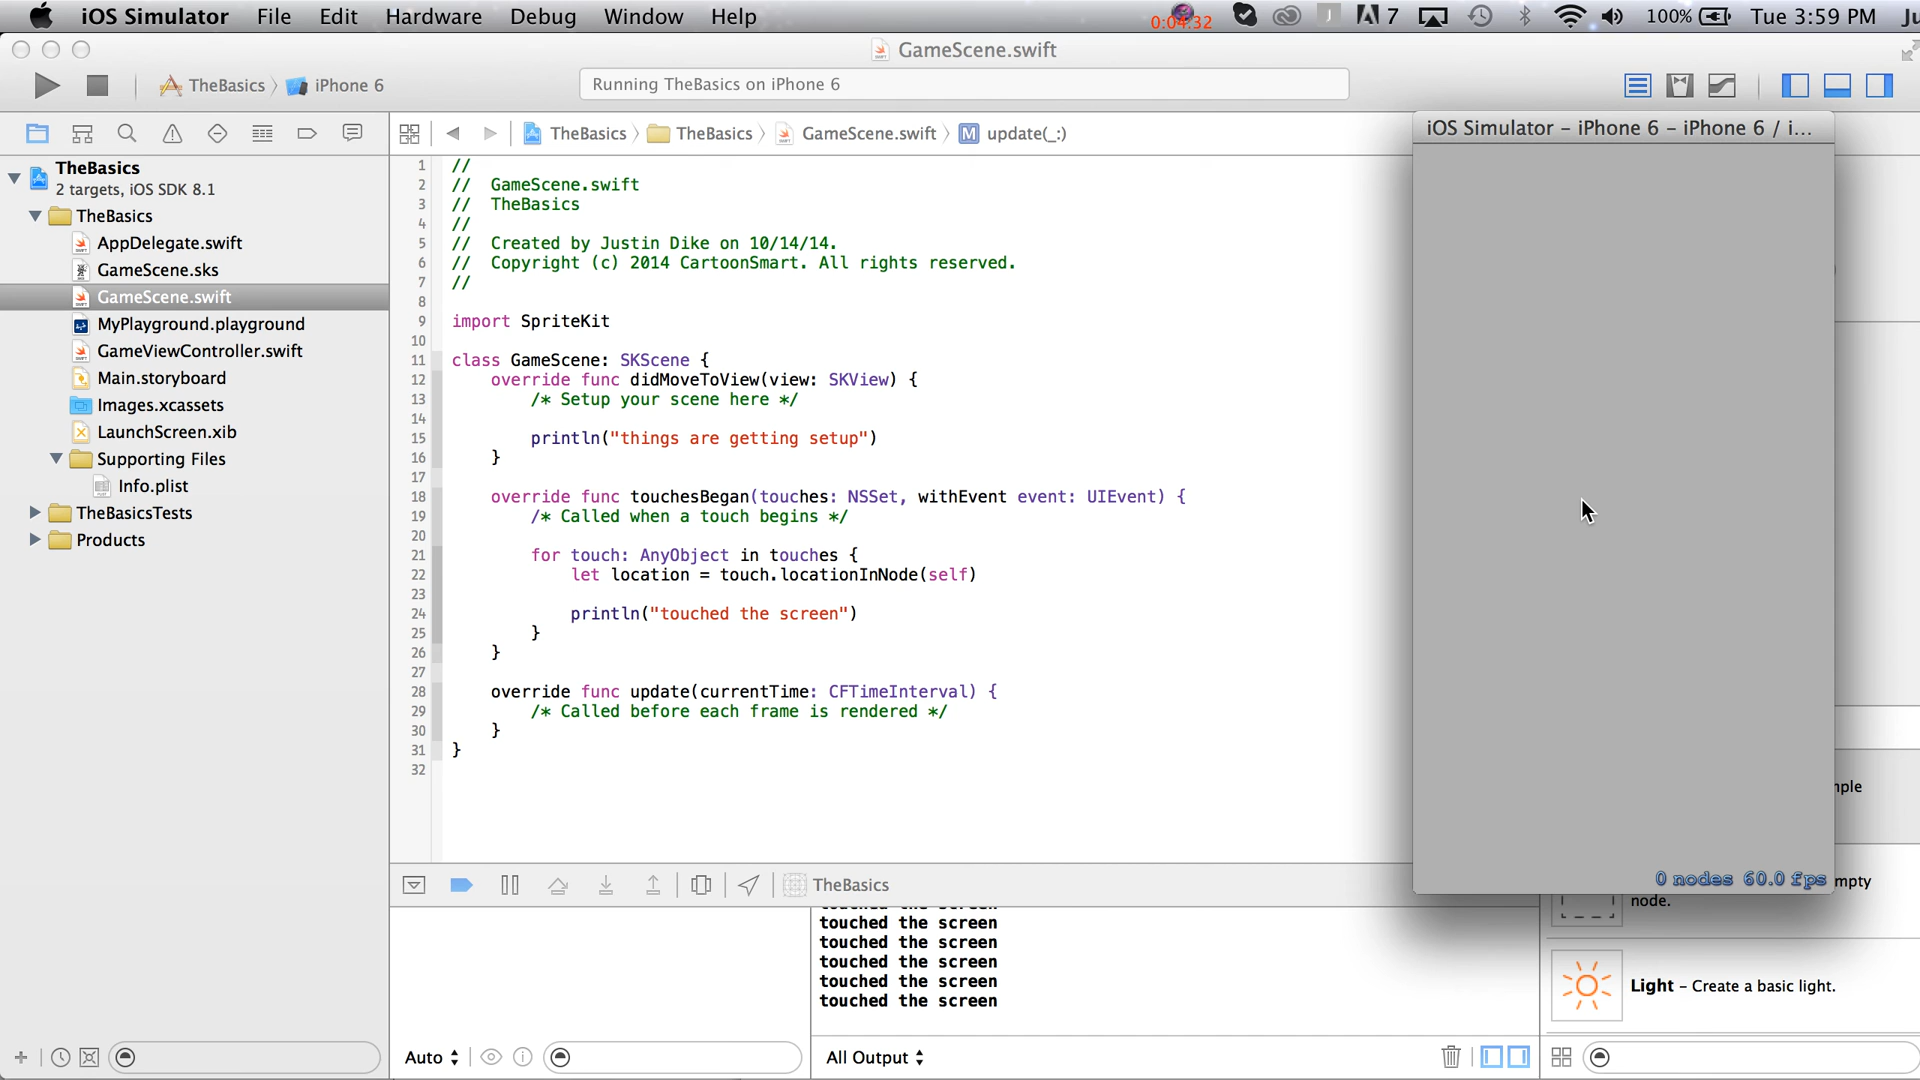 iOS Simulator File Edit Hardware Debug Window Help 0:04:32 7 100% Tue 3:59 PM Ju
GameScene.swift
TheBasics iPhone 6 Running TheBasics on iPhone 6
TheBasics TheBasics GameScene.swift M update(_:)
TheBasics
2 targets, iOS SDK 8.1
TheBasics
AppDelegate.swift
GameScene.sks
GameScene.swift
MyPlayground.playground
GameViewController.swift
Main.storyboard
Images.xcassets
LaunchScreen.xib
Supporting Files
Info.plist
TheBasicsTests
Products
1 //
2 // GameScene.swift
3 // TheBasics
4 //
5 // Created by Justin Dike on 10/14/14.
6 // Copyright (c) 2014 CartoonSmart. All rights reserved.
7 //
8
9 import SpriteKit
10
11 class GameScene: SKScene {
12 override func didMoveToView(view: SKView) {
13 /* Setup your scene here */
14
15 println("things are getting setup")
16 }
17
18 override func touchesBegan(touches: NSSet, withEvent event: UIEvent) {
19 /* Called when a touch begins */
20
21 for touch: AnyObject in touches {
22 let location = touch.locationInNode(self)
23
24 println("touched the screen")
25 }
26 }
27
28 override func update(currentTime: CFTimeInterval) {
29 /* Called before each frame is rendered */
30 }
31 }
32
iOS Simulator – iPhone 6 – iPhone 6 / i...
0 nodes 60.0 fps
mple
mpty
node.
Light – Create a basic light.
TheBasics
touched the screen
touched the screen
touched the screen
touched the screen
touched the screen
touched the screen
Auto
All Output